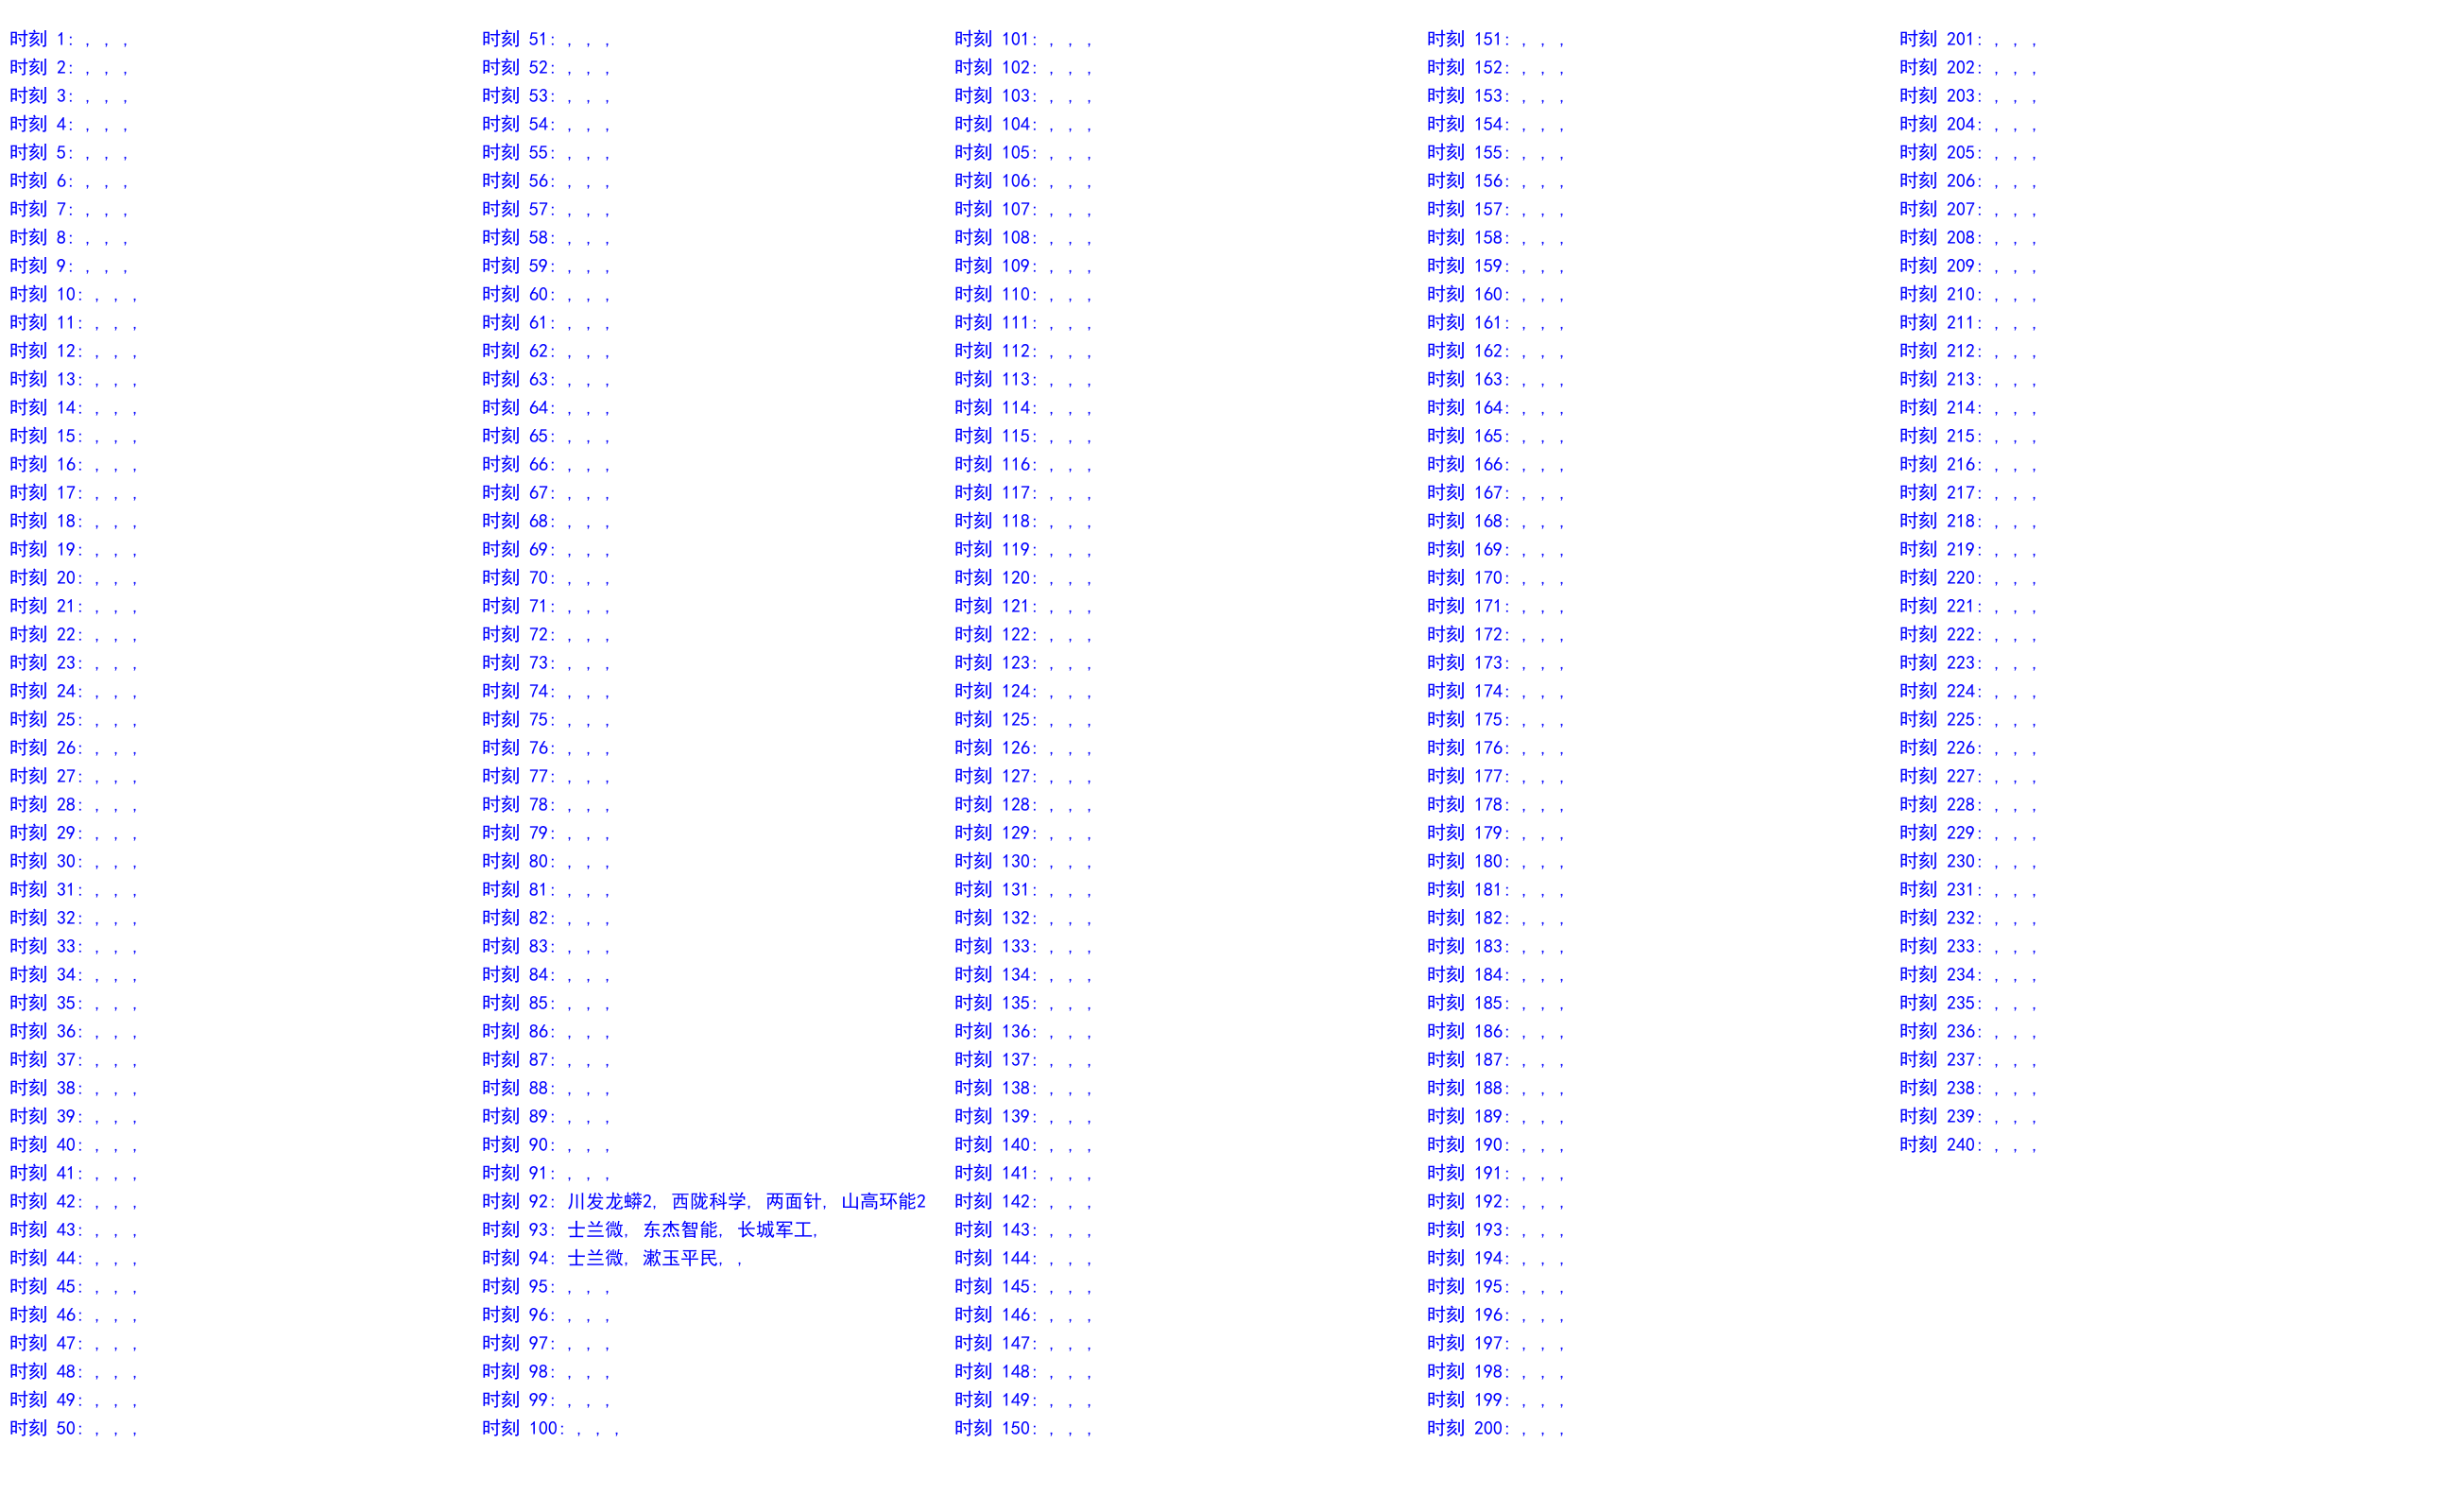 时刻 1: , , ,
时刻 2: , , ,
时刻 3: , , ,
时刻 4: , , ,
时刻 5: , , ,
时刻 6: , , ,
时刻 7: , , ,
时刻 8: , , ,
时刻 9: , , ,
时刻 10: , , ,
时刻 11: , , ,
时刻 12: , , ,
时刻 13: , , ,
时刻 14: , , ,
时刻 15: , , ,
时刻 16: , , ,
时刻 17: , , ,
时刻 18: , , ,
时刻 19: , , ,
时刻 20: , , ,
时刻 21: , , ,
时刻 22: , , ,
时刻 23: , , ,
时刻 24: , , ,
时刻 25: , , ,
时刻 26: , , ,
时刻 27: , , ,
时刻 28: , , ,
时刻 29: , , ,
时刻 30: , , ,
时刻 31: , , ,
时刻 32: , , ,
时刻 33: , , ,
时刻 34: , , ,
时刻 35: , , ,
时刻 36: , , ,
时刻 37: , , ,
时刻 38: , , ,
时刻 39: , , ,
时刻 40: , , ,
时刻 41: , , ,
时刻 42: , , ,
时刻 43: , , ,
时刻 44: , , ,
时刻 45: , , ,
时刻 46: , , ,
时刻 47: , , ,
时刻 48: , , ,
时刻 49: , , ,
时刻 50: , , ,
时刻 51: , , ,
时刻 52: , , ,
时刻 53: , , ,
时刻 54: , , ,
时刻 55: , , ,
时刻 56: , , ,
时刻 57: , , ,
时刻 58: , , ,
时刻 59: , , ,
时刻 60: , , ,
时刻 61: , , ,
时刻 62: , , ,
时刻 63: , , ,
时刻 64: , , ,
时刻 65: , , ,
时刻 66: , , ,
时刻 67: , , ,
时刻 68: , , ,
时刻 69: , , ,
时刻 70: , , ,
时刻 71: , , ,
时刻 72: , , ,
时刻 73: , , ,
时刻 74: , , ,
时刻 75: , , ,
时刻 76: , , ,
时刻 77: , , ,
时刻 78: , , ,
时刻 79: , , ,
时刻 80: , , ,
时刻 81: , , ,
时刻 82: , , ,
时刻 83: , , ,
时刻 84: , , ,
时刻 85: , , ,
时刻 86: , , ,
时刻 87: , , ,
时刻 88: , , ,
时刻 89: , , ,
时刻 90: , , ,
时刻 91: , , ,
时刻 92: 川发龙蟒2, 西陇科学, 两面针, 山高环能2
时刻 93: 士兰微, 东杰智能, 长城军工,
时刻 94: 士兰微, 漱玉平民, ,
时刻 95: , , ,
时刻 96: , , ,
时刻 97: , , ,
时刻 98: , , ,
时刻 99: , , ,
时刻 100: , , ,
时刻 101: , , ,
时刻 102: , , ,
时刻 103: , , ,
时刻 104: , , ,
时刻 105: , , ,
时刻 106: , , ,
时刻 107: , , ,
时刻 108: , , ,
时刻 109: , , ,
时刻 110: , , ,
时刻 111: , , ,
时刻 112: , , ,
时刻 113: , , ,
时刻 114: , , ,
时刻 115: , , ,
时刻 116: , , ,
时刻 117: , , ,
时刻 118: , , ,
时刻 119: , , ,
时刻 120: , , ,
时刻 121: , , ,
时刻 122: , , ,
时刻 123: , , ,
时刻 124: , , ,
时刻 125: , , ,
时刻 126: , , ,
时刻 127: , , ,
时刻 128: , , ,
时刻 129: , , ,
时刻 130: , , ,
时刻 131: , , ,
时刻 132: , , ,
时刻 133: , , ,
时刻 134: , , ,
时刻 135: , , ,
时刻 136: , , ,
时刻 137: , , ,
时刻 138: , , ,
时刻 139: , , ,
时刻 140: , , ,
时刻 141: , , ,
时刻 142: , , ,
时刻 143: , , ,
时刻 144: , , ,
时刻 145: , , ,
时刻 146: , , ,
时刻 147: , , ,
时刻 148: , , ,
时刻 149: , , ,
时刻 150: , , ,
时刻 151: , , ,
时刻 152: , , ,
时刻 153: , , ,
时刻 154: , , ,
时刻 155: , , ,
时刻 156: , , ,
时刻 157: , , ,
时刻 158: , , ,
时刻 159: , , ,
时刻 160: , , ,
时刻 161: , , ,
时刻 162: , , ,
时刻 163: , , ,
时刻 164: , , ,
时刻 165: , , ,
时刻 166: , , ,
时刻 167: , , ,
时刻 168: , , ,
时刻 169: , , ,
时刻 170: , , ,
时刻 171: , , ,
时刻 172: , , ,
时刻 173: , , ,
时刻 174: , , ,
时刻 175: , , ,
时刻 176: , , ,
时刻 177: , , ,
时刻 178: , , ,
时刻 179: , , ,
时刻 180: , , ,
时刻 181: , , ,
时刻 182: , , ,
时刻 183: , , ,
时刻 184: , , ,
时刻 185: , , ,
时刻 186: , , ,
时刻 187: , , ,
时刻 188: , , ,
时刻 189: , , ,
时刻 190: , , ,
时刻 191: , , ,
时刻 192: , , ,
时刻 193: , , ,
时刻 194: , , ,
时刻 195: , , ,
时刻 196: , , ,
时刻 197: , , ,
时刻 198: , , ,
时刻 199: , , ,
时刻 200: , , ,
时刻 201: , , ,
时刻 202: , , ,
时刻 203: , , ,
时刻 204: , , ,
时刻 205: , , ,
时刻 206: , , ,
时刻 207: , , ,
时刻 208: , , ,
时刻 209: , , ,
时刻 210: , , ,
时刻 211: , , ,
时刻 212: , , ,
时刻 213: , , ,
时刻 214: , , ,
时刻 215: , , ,
时刻 216: , , ,
时刻 217: , , ,
时刻 218: , , ,
时刻 219: , , ,
时刻 220: , , ,
时刻 221: , , ,
时刻 222: , , ,
时刻 223: , , ,
时刻 224: , , ,
时刻 225: , , ,
时刻 226: , , ,
时刻 227: , , ,
时刻 228: , , ,
时刻 229: , , ,
时刻 230: , , ,
时刻 231: , , ,
时刻 232: , , ,
时刻 233: , , ,
时刻 234: , , ,
时刻 235: , , ,
时刻 236: , , ,
时刻 237: , , ,
时刻 238: , , ,
时刻 239: , , ,
时刻 240: , , ,